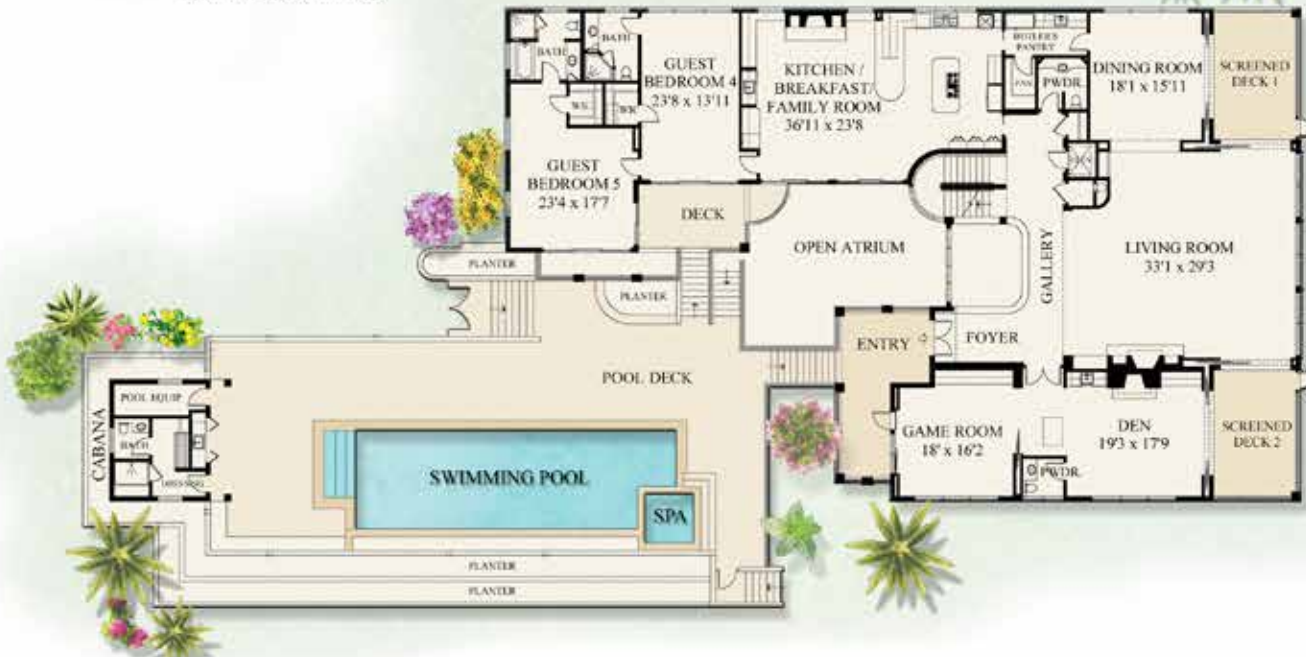 BATH
BATH
GUEST
BEDROOM 4
23'8 x 13'11
KITCHEN /
BREAKFAST/
FAMILY ROOM
36'11 x 23'8
BUTLER'S
PANTRY
PAN
PWDR.
DINING ROOM
18'1 x 15'11
SCREENED
DECK 1
GUEST
BEDROOM 5
23'4 x 17'7
DECK
OPEN ATRIUM
GALLERY
LIVING ROOM
33'1 x 29'3
PLANTER
PLANTER
ENTRY
FOYER
POOL DECK
CABANA
POOL EQUIP
BATH
DRESSING
SWIMMING POOL
SPA
GAME ROOM
18' x 16'2
PWDR.
DEN
19'3 x 17'9
SCREENED
DECK 2
PLANTER
PLANTER